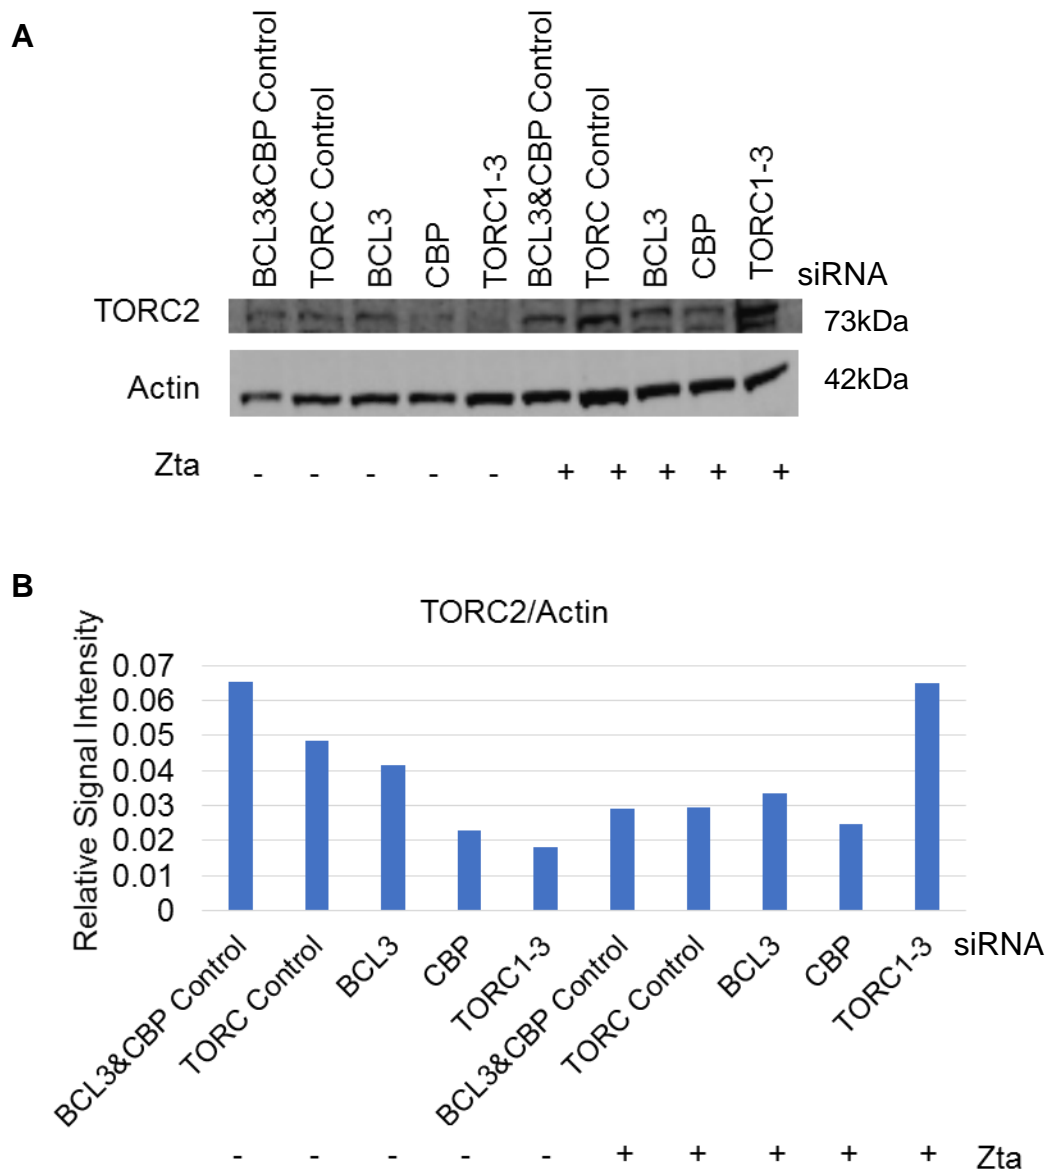 A
BCL3&CBP Control
TORC Control
BCL3
CBP
TORC1-3
BCL3&CBP Control
TORC Control
BCL3
CBP
TORC1-3
siRNA
TORC2
73kDa
Actin
42kDa
Zta
- - - - - + + + + +
B
TORC2/Actin
Relative Signal Intensity
0.07
0.06
0.05
0.04
0.03
0.02
0.01
0
BCL3&CBP Control
TORC Control
BCL3
CBP
TORC1-3
BCL3&CBP Control
TORC Control
BCL3
CBP
TORC1-3
siRNA
- - - - - + + + + + Zta